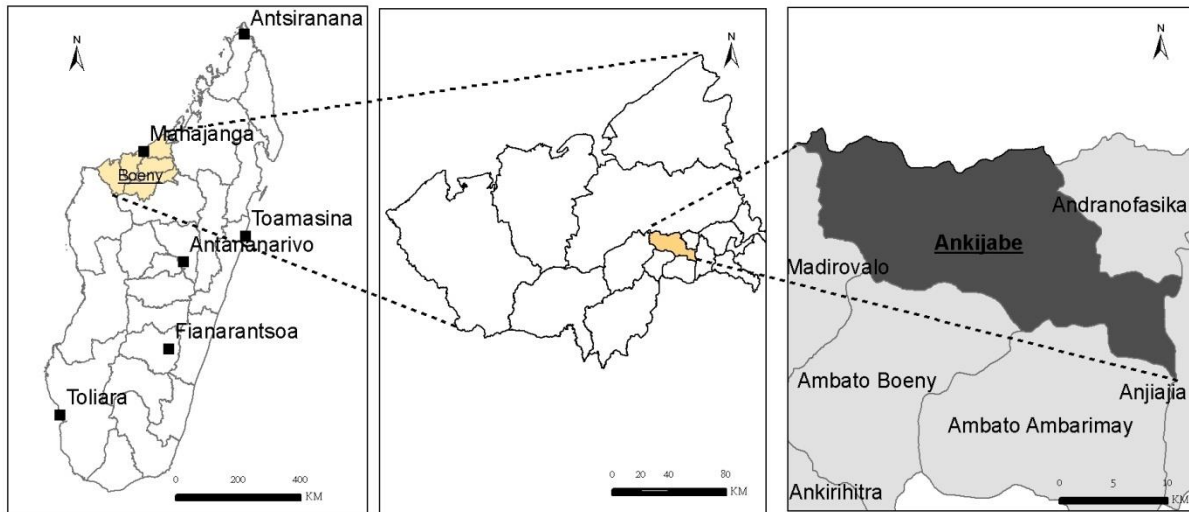 N
Antsiranana
Mahajanga
Boeny
Toamasina
Antananarivo
Fianarantsoa
Toliara
0 200 400
KM
N
0 20 40 80
KM
N
Andranofasika
Ankijabe
Madirovalo
Ambato Boeny
Anjiajia
Ambato Ambarimay
Ankirihitra
0 5 10
KM